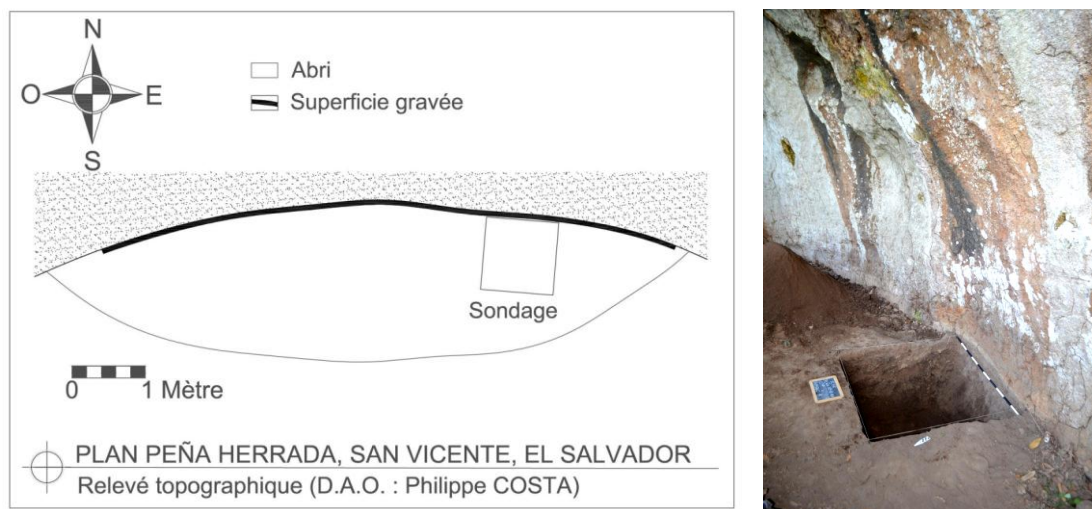 N
O E
S
Abri
Superficie gravée
Sondage
0 1 Mètre
PLAN PEÑA HERRADA, SAN VICENTE, EL SALVADOR
Relevé topographique (D.A.O. : Philippe COSTA)